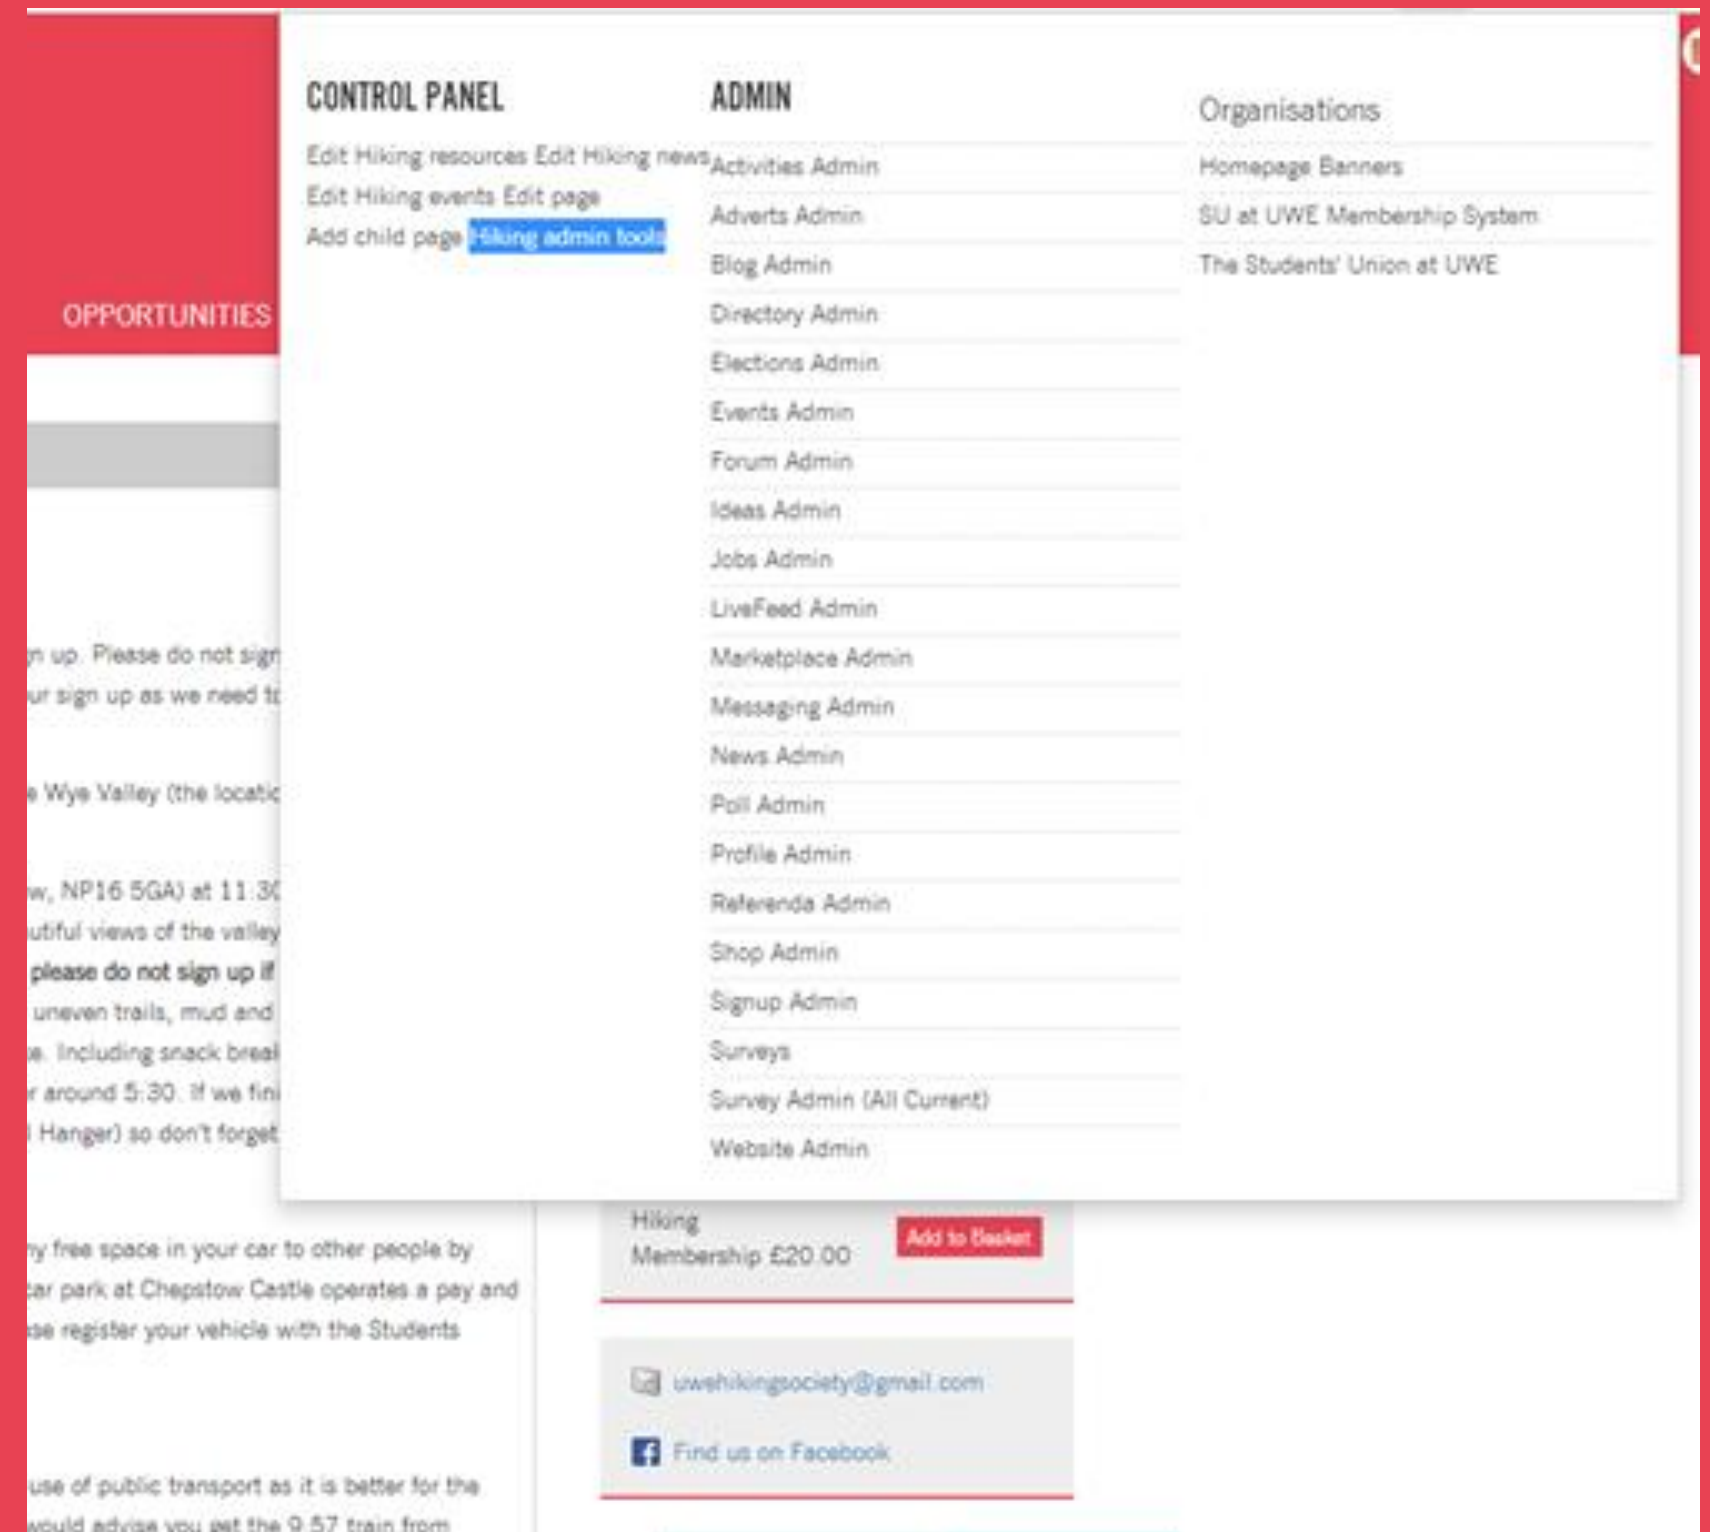 CONTROL PANEL
Edit Hiking resources Edit Hiking news
Edit Hiking events Edit page
Add child page Hiking admin tools
ADMIN
Activities Admin
Adverts Admin
Blog Admin
Directory Admin
Elections Admin
Events Admin
Forum Admin
Ideas Admin
Jobs Admin
LiveFeed Admin
Marketplace Admin
Messaging Admin
News Admin
Poll Admin
Profile Admin
Referenda Admin
Shop Admin
Signup Admin
Surveys
Survey Admin (All Current)
Website Admin
Organisations
Homepage Banners
SU at UWE Membership System
The Students' Union at UWE
OPPORTUNITIES
up. Please do not sign
sign up as we need to
Wye Valley (the locatio
NP16 5GA) at 11:30
utiful views of the valley
please do not sign up if
uneven trails, mud and
Including snack brea
around 5:30. If we fini
Hanger) so don't forget
ny free space in your car to other people by
car park at Chepstow Castle operates a pay and
register your vehicle with the Students
use of public transport as it is better for the
would advise you get the 9.57 train from
Hiking
Membership £20.00
Add to Basket
uwehikingsociety@gmail.com
Find us on Facebook